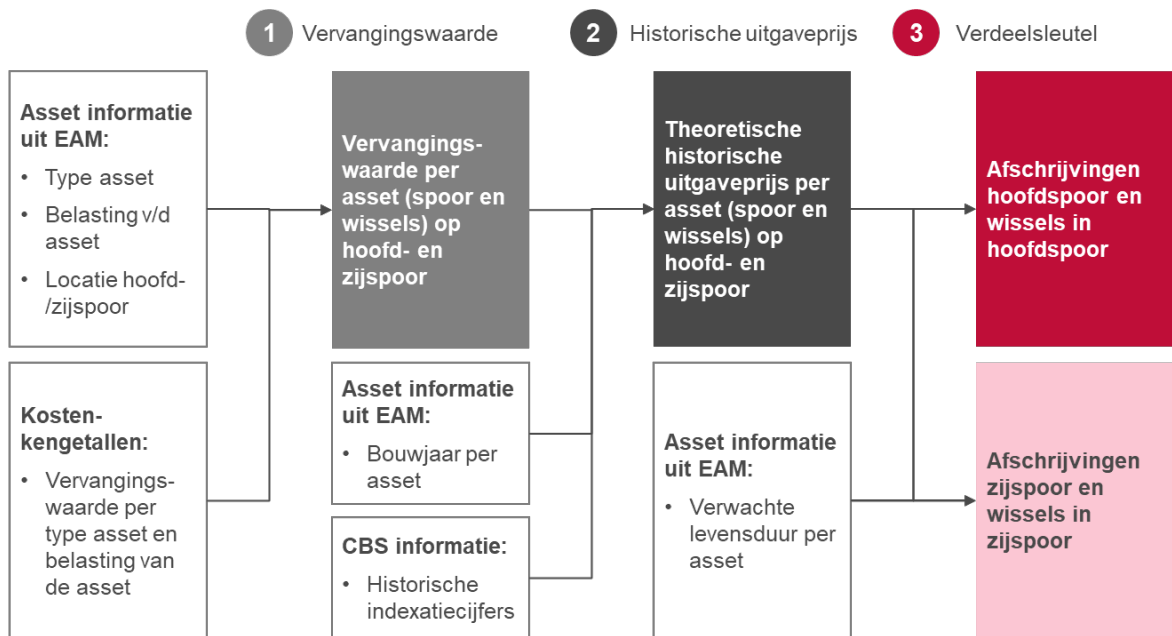 1 Vervangingswaarde
2 Historische uitgaveprijs
3 Verdeelsleutel
Asset informatie
uit EAM:
• Type asset
• Belasting v/d
asset
• Locatie hoofd-
/zijspoor
Kosten-
kengetallen:
• Vervangings-
waarde per
type asset en
belasting van
de asset
Vervangings-
waarde per
asset (spoor en
wissels) op
hoofd- en
zijspoor
Asset informatie
uit EAM:
• Bouwjaar per
asset
CBS informatie:
• Historische
indexatiecijfers
Theoretische
historische
uitgaveprijs per
asset (spoor en
wissels) op
hoofd- en
zijspoor
Asset informatie
uit EAM:
• Verwachte
levensduur per
asset
Afschrijvingen
hoofdspoor en
wissels in
hoofdspoor
Afschrijvingen
zijspoor en
wissels in
zijspoor